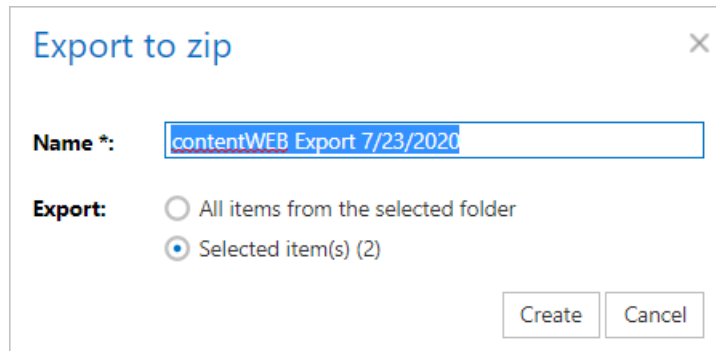 Export to zip
Name *: contentWEB Export 7/23/2020
Export: All items from the selected folder
Selected item(s) (2)
Create Cancel